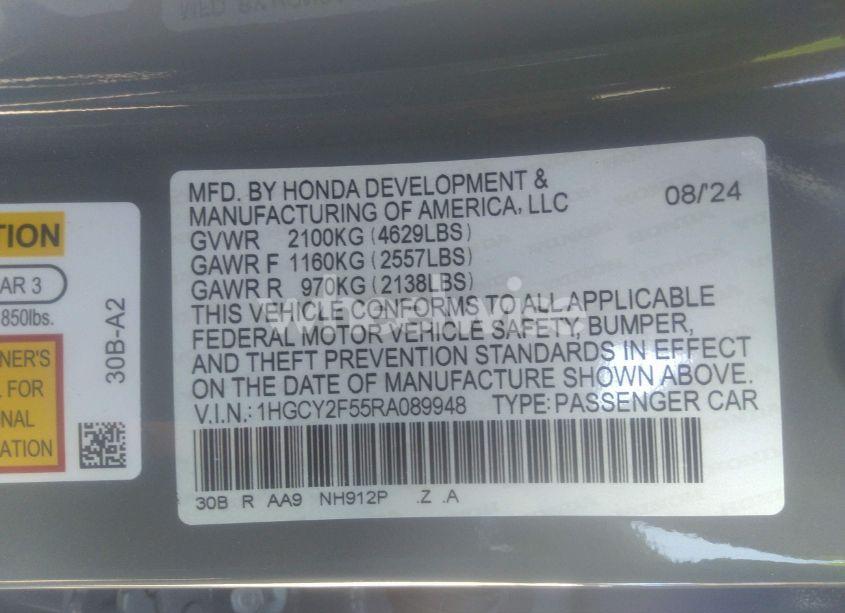 MFD. BY HONDA DEVELOPMENT &
MANUFACTURING OF AMERICA, LLC 08/'24
GVWR 2100KG (4629LBS)
GAWR F 1160KG (2557LBS)
GAWR R 970KG (2138LBS)
THIS VEHICLE CONFORMS TO ALL APPLICABLE
FEDERAL MOTOR VEHICLE SAFETY, BUMPER,
AND THEFT PREVENTION STANDARDS IN EFFECT
ON THE DATE OF MANUFACTURE SHOWN ABOVE.
V.I.N.: 1HGCY2F55RA089948 TYPE: PASSENGER CAR
30B R AA9 NH912P .Z .A
TION
AR 3
850lbs.
NER'S
L FOR
ONAL
ATION
30B-A2